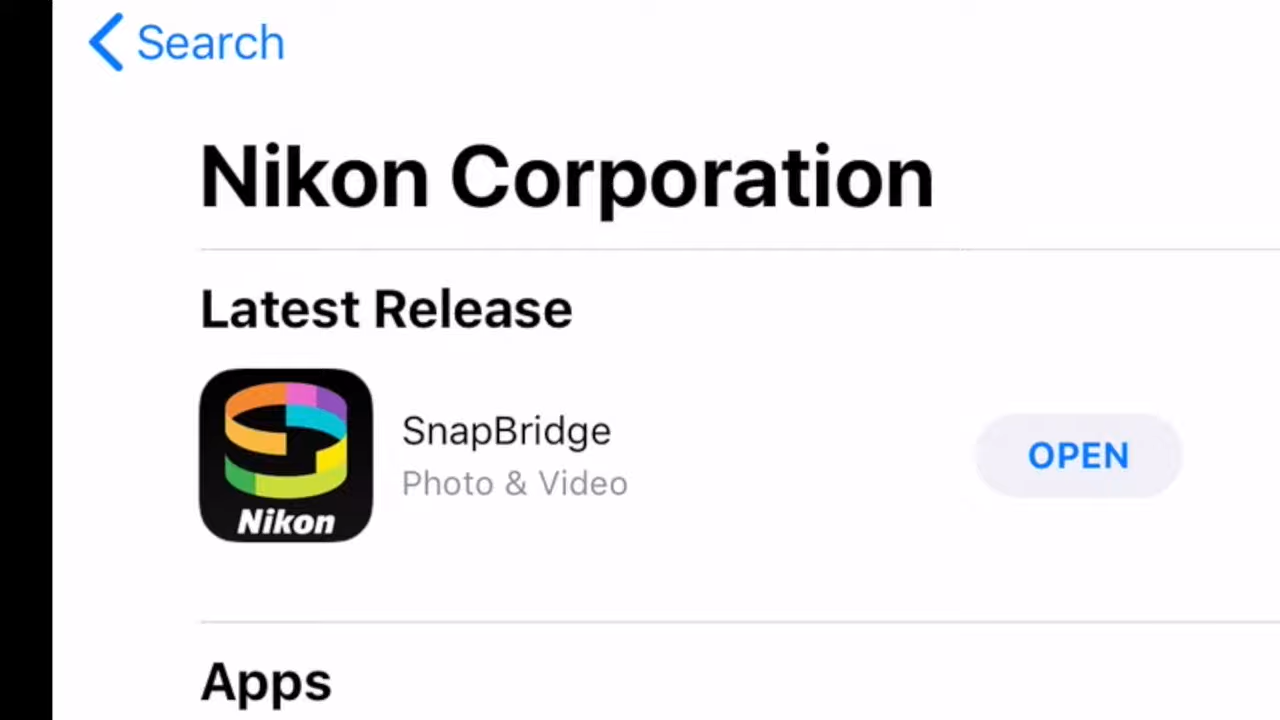 Search
Nikon Corporation
Latest Release
Nikon
SnapBridge
Photo & Video
OPEN
Apps